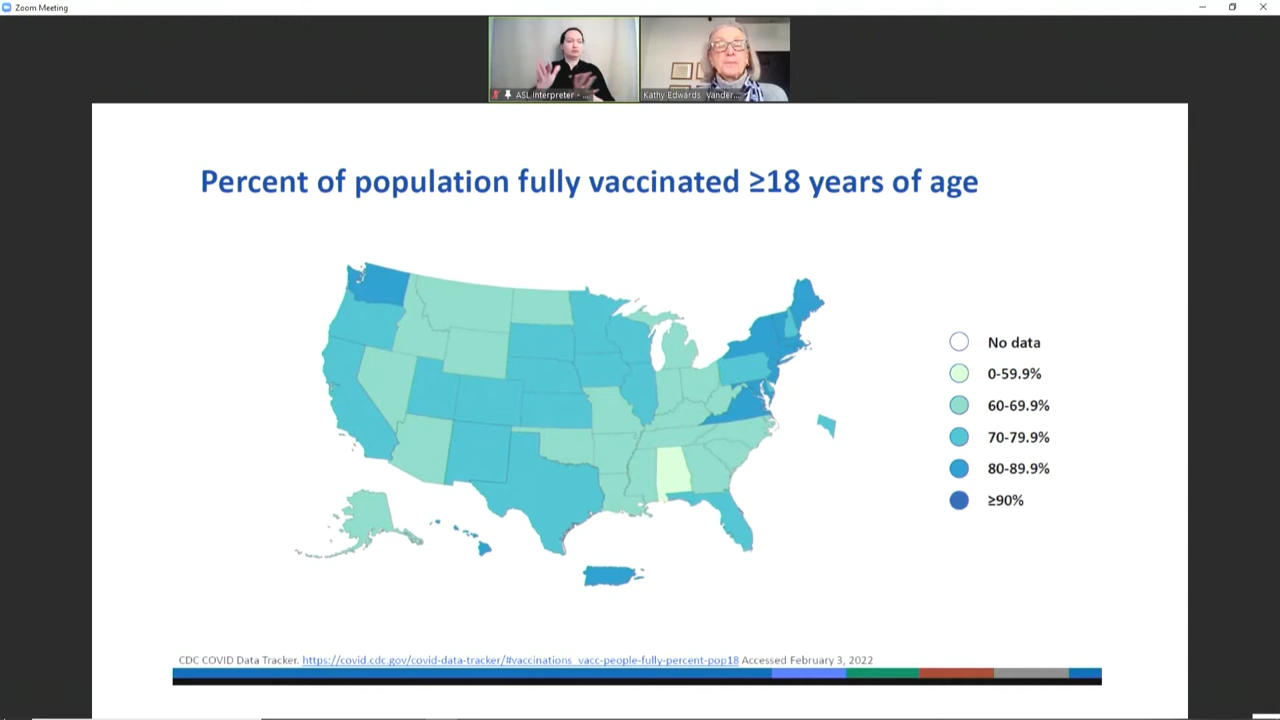 Zoom Meeting
ASL Interpreter - ...
Kathy Edwards Vander...
Percent of population fully vaccinated ≥18 years of age
No data
0-59.9%
60-69.9%
70-79.9%
80-89.9%
≥90%
CDC COVID Data Tracker. https://covid.cdc.gov/covid-data-tracker/#vaccinations_vacc-people-fully-percent-pop18 Accessed February 3, 2022